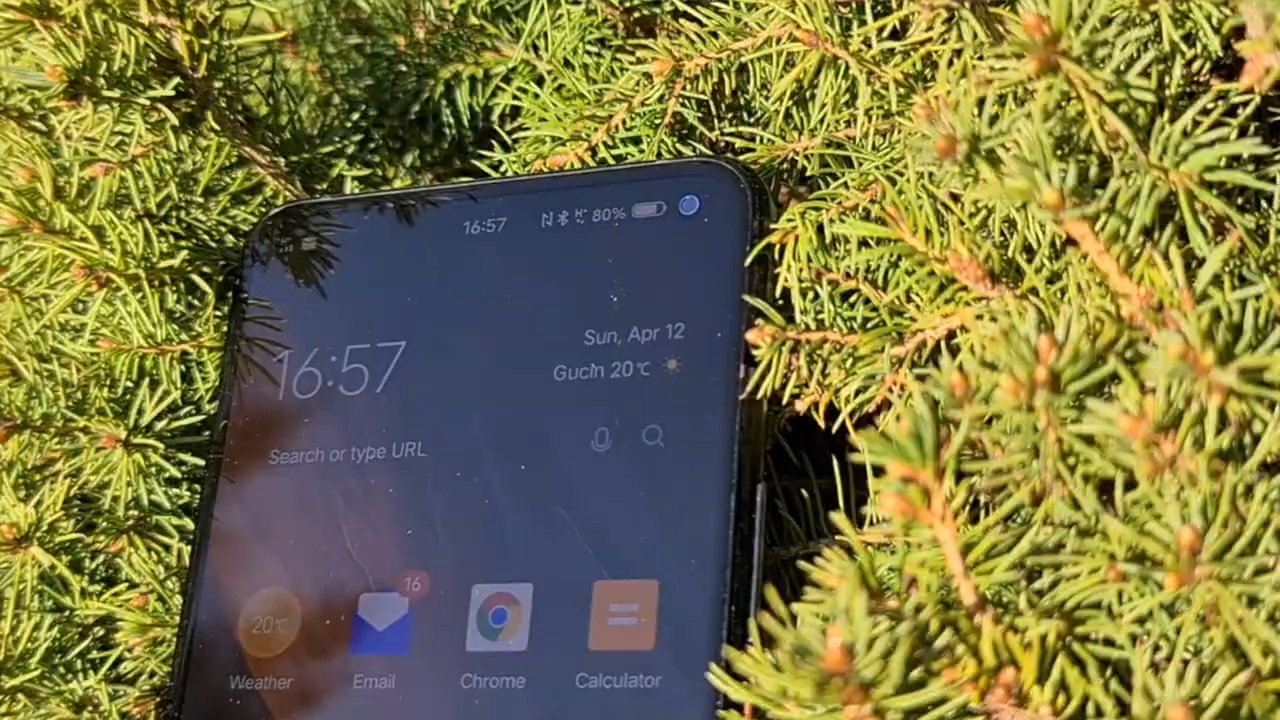 16:57 80%
Sun, Apr 12
Gucin 20°C
16:57
Search or type URL
16
20°C
Weather Email Chrome Calculator